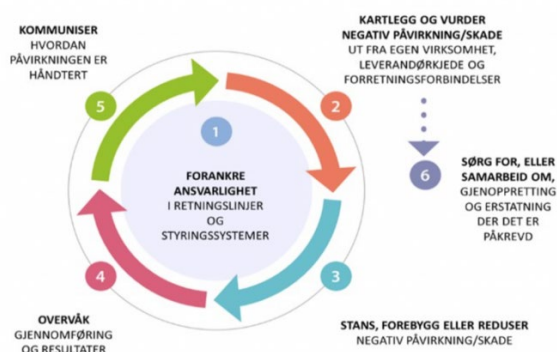 KOMMUNISER
HVORDAN
PÅVIRKNINGEN ER
HÅNDTERT
5
KARTLEGG OG VURDER
NEGATIV PÅVIRKNING/SKADE
UT FRA EGEN VIRKSOMHET,
LEVERANDØRKJEDE OG
FORRETNINGSFORBINDELSER
2
1
FORANKRE
ANSVARLIGHET
I RETNINGSLINJER
OG
STYRINGSSYSTEMER
6
SØRG FOR, ELLER
SAMARBEID OM,
GJENOPPRETTING
OG ERSTATNING
DER DET ER
PÅKREVD
4
3
OVERVÅK
GJENNOMFØRING
OG RESULTATER
STANS, FOREBYGG ELLER REDUSER
NEGATIV PÅVIRKNING/SKADE